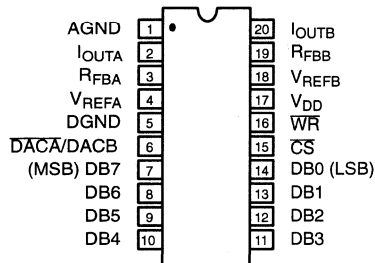 AGND 1 20 IOUTB
IOUTA 2 19 RFBB
RFBA 3 18 VREFB
VREFA 4 17 VDD
DGND 5 16 WR
DACA/DACB 6 15 CS
(MSB) DB7 7 14 DB0 (LSB)
DB6 8 13 DB1
DB5 9 12 DB2
DB4 10 11 DB3